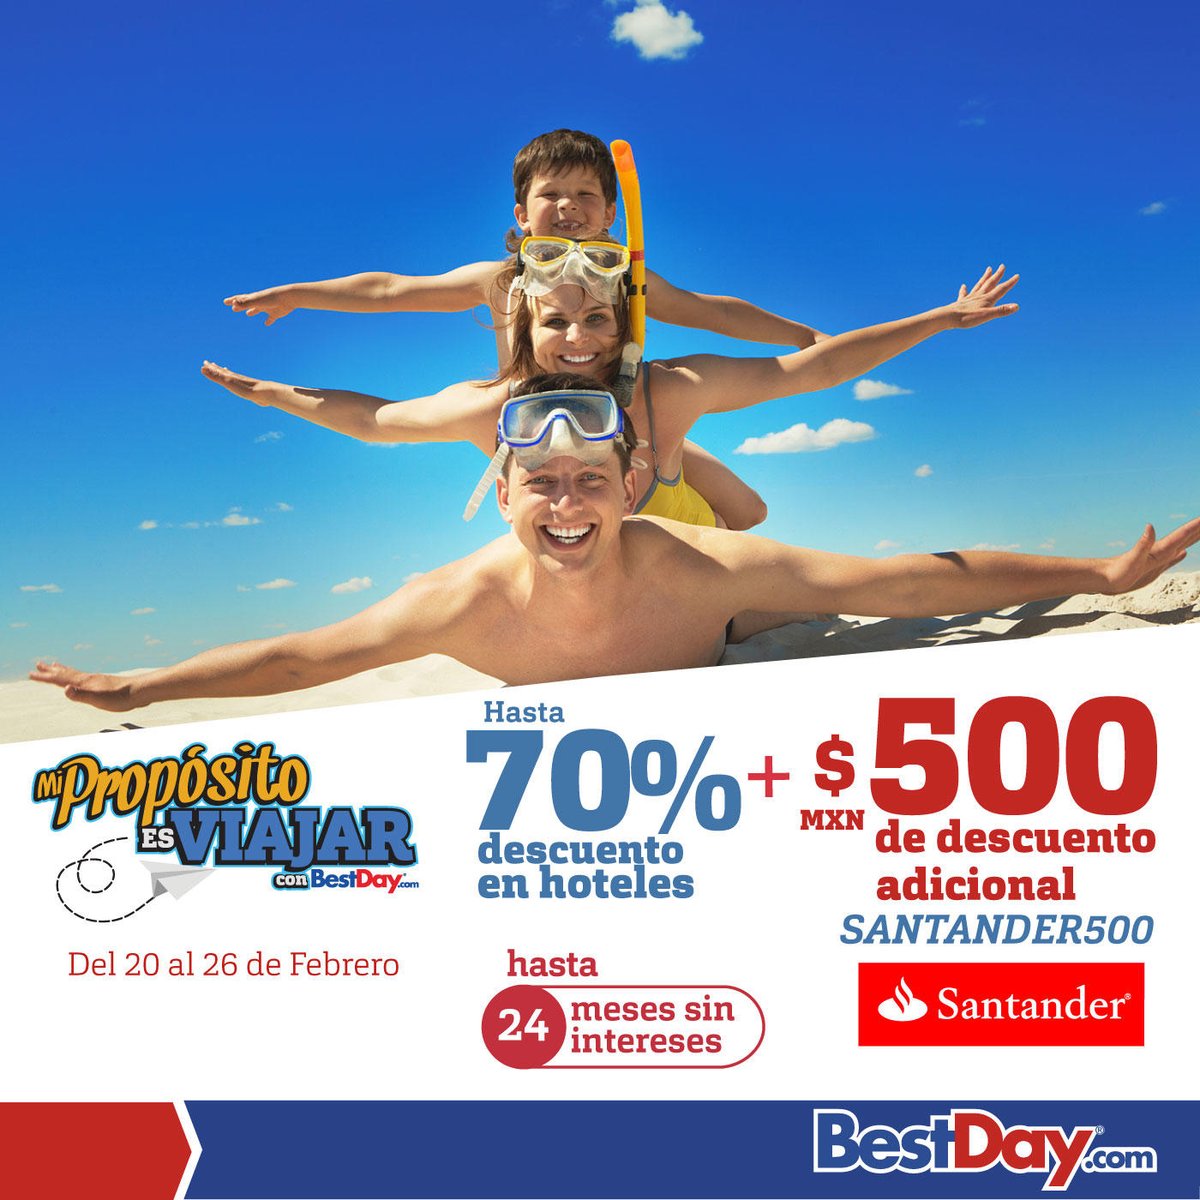 Mi Propósito
ES VIAJAR
con BestDay.com
Del 20 al 26 de Febrero
Hasta
70%
descuento
en hoteles
+
$500
MXN
de descuento
adicional
SANTANDER500
hasta
24 meses sin
intereses
Santander®
BestDay®.com